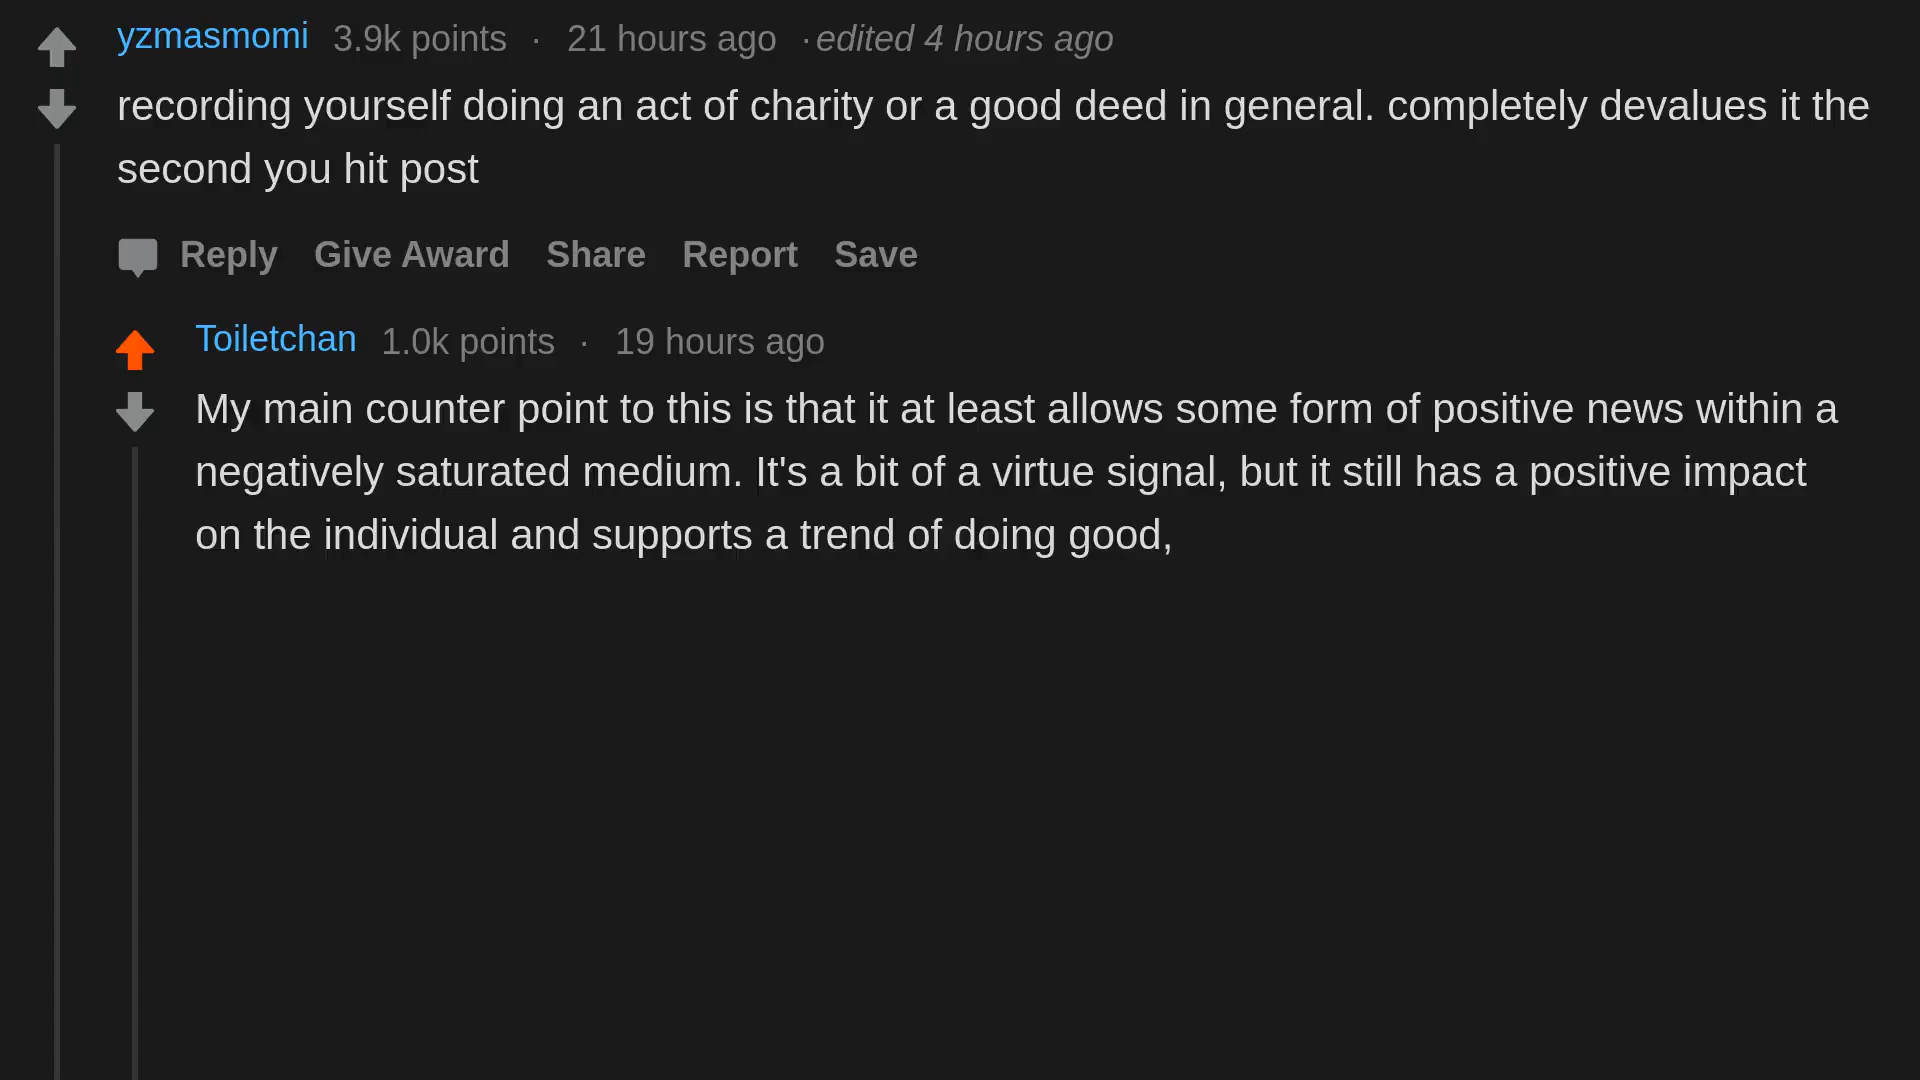 yzmasmomi 3.9k points · 21 hours ago · edited 4 hours ago
recording yourself doing an act of charity or a good deed in general. completely devalues it the
second you hit post
Reply Give Award Share Report Save
Toiletchan 1.0k points · 19 hours ago
My main counter point to this is that it at least allows some form of positive news within a
negatively saturated medium. It's a bit of a virtue signal, but it still has a positive impact
on the individual and supports a trend of doing good,